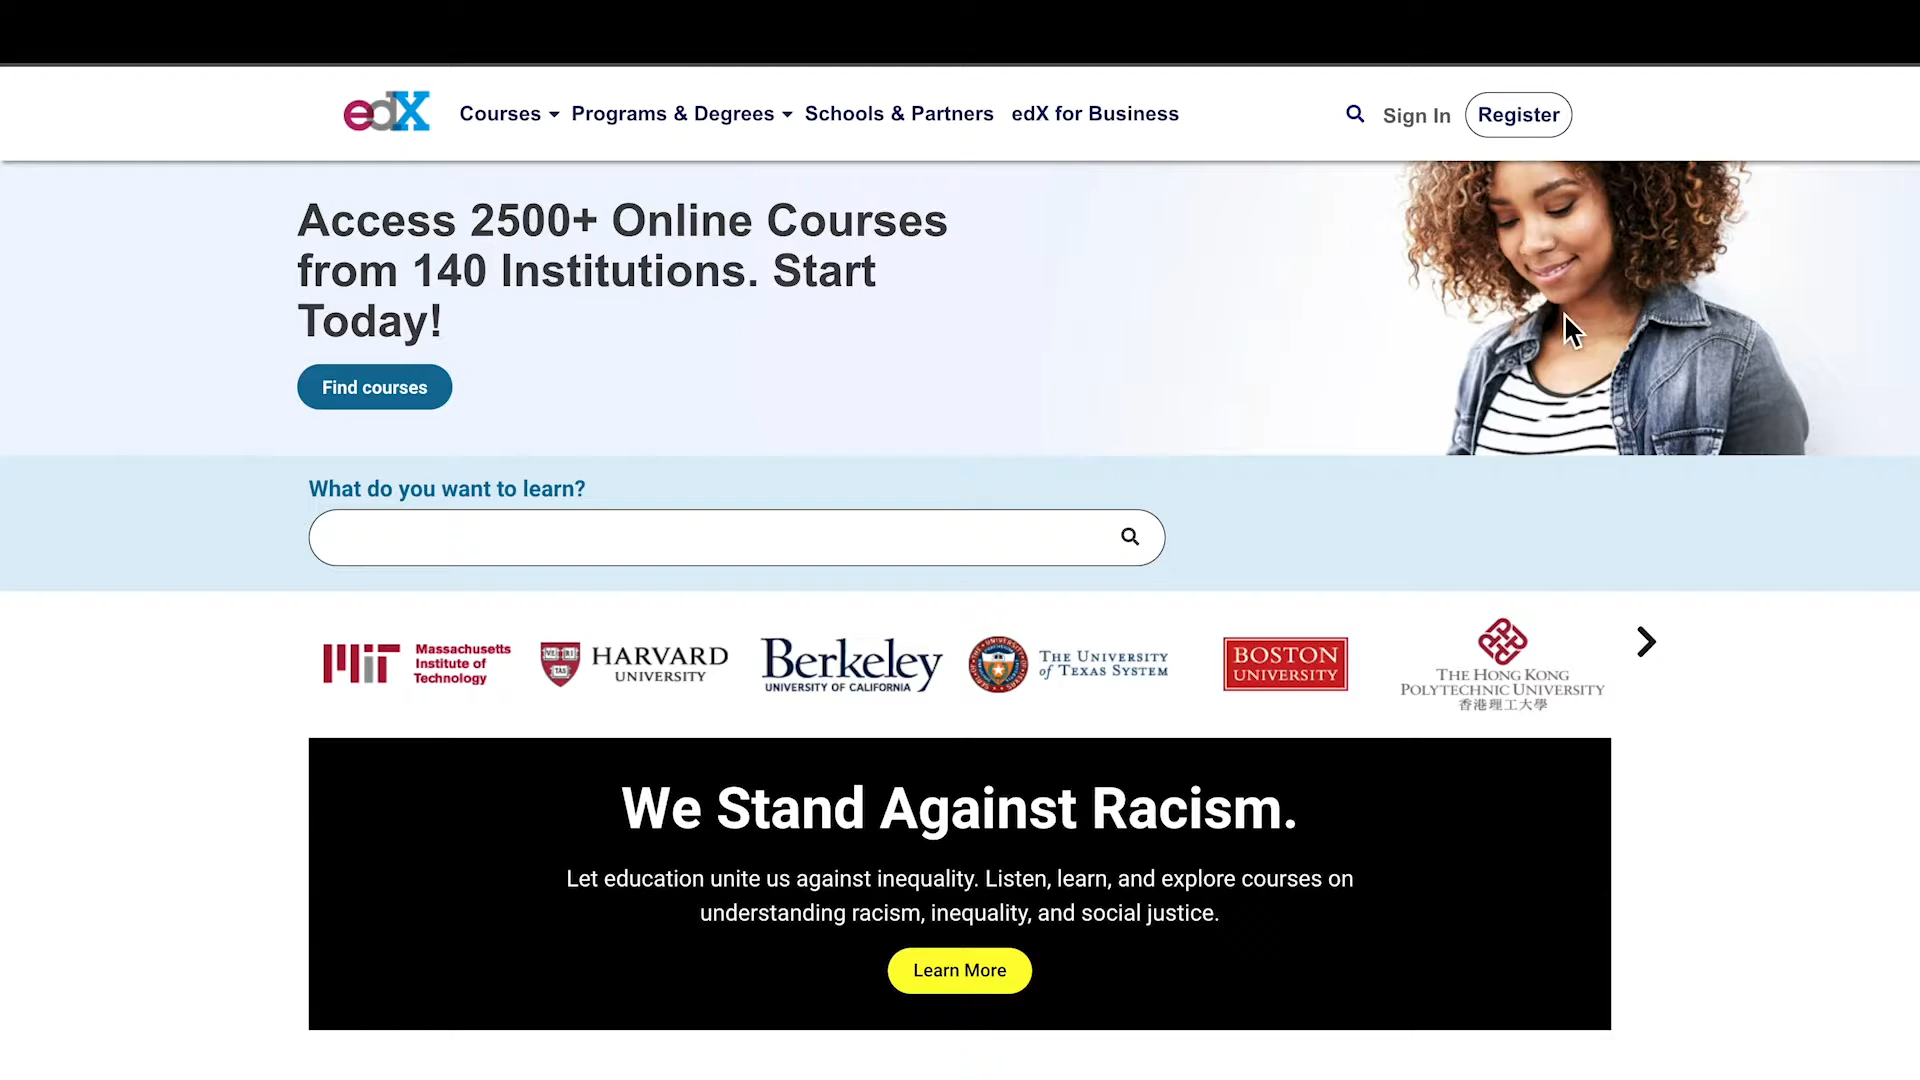 edX Courses Programs & Degrees Schools & Partners edX for Business Sign In Register
Access 2500+ Online Courses
from 140 Institutions. Start
Today!
Find courses
What do you want to learn?
MIT Massachusetts
Institute of
Technology
VE RI TAS
HARVARD
UNIVERSITY
Berkeley
UNIVERSITY OF CALIFORNIA
THE UNIVERSITY
of TEXAS SYSTEM
BOSTON
UNIVERSITY
THE HONG KONG
POLYTECHNIC UNIVERSITY
香港理工大學
We Stand Against Racism.
Let education unite us against inequality. Listen, learn, and explore courses on
understanding racism, inequality, and social justice.
Learn More